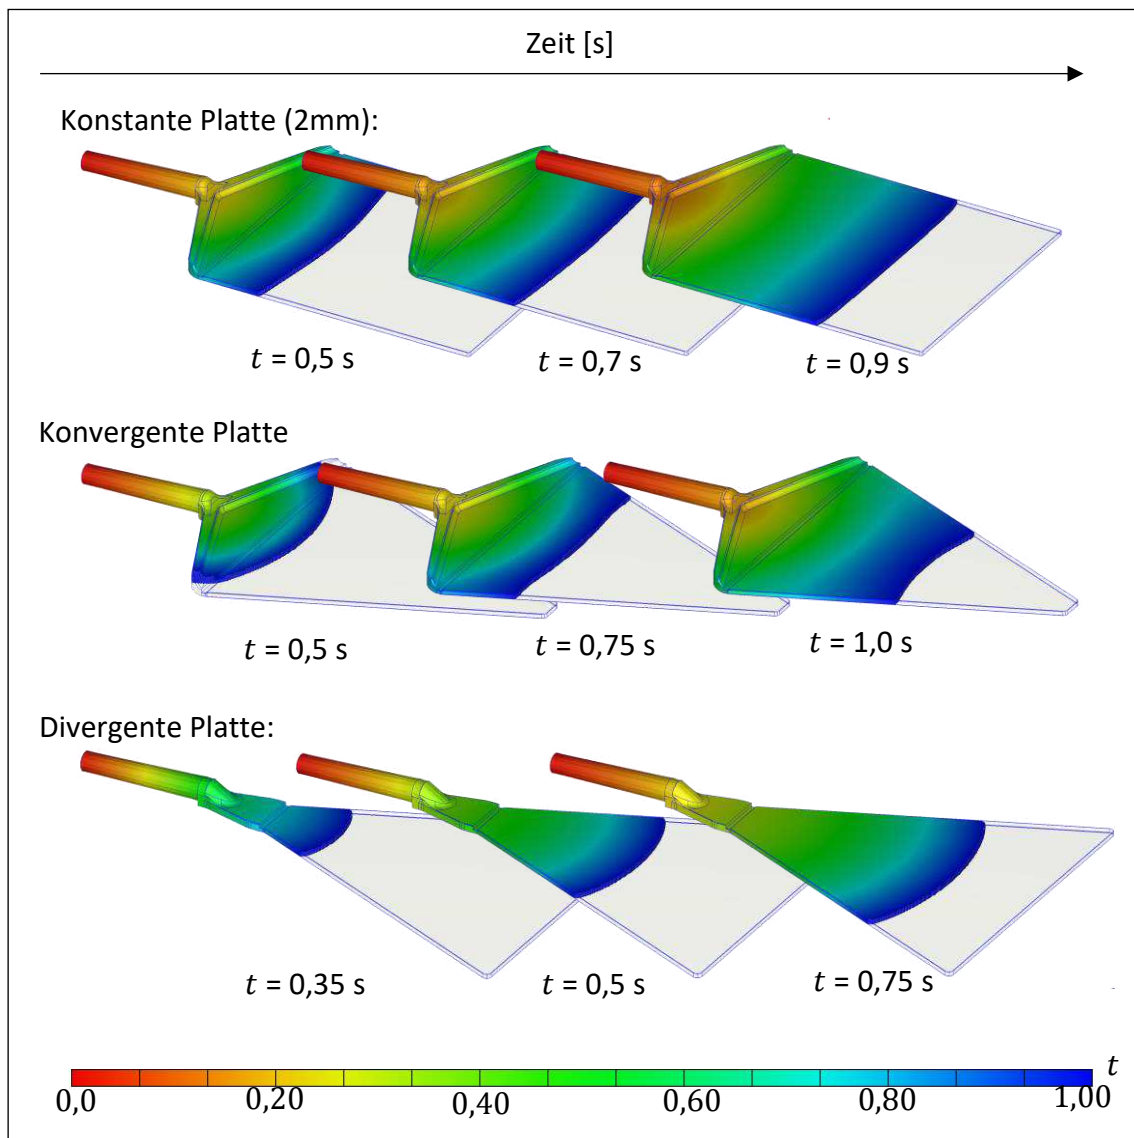 Zeit [s]
Konstante Platte (2mm):
t = 0,5 s
t = 0,7 s
t = 0,9 s
Konvergente Platte
t = 0,5 s
t = 0,75 s
t = 1,0 s
Divergente Platte:
t = 0,35 s
t = 0,5 s
t = 0,75 s
t
0,0
0,20
0,40
0,60
0,80
1,00